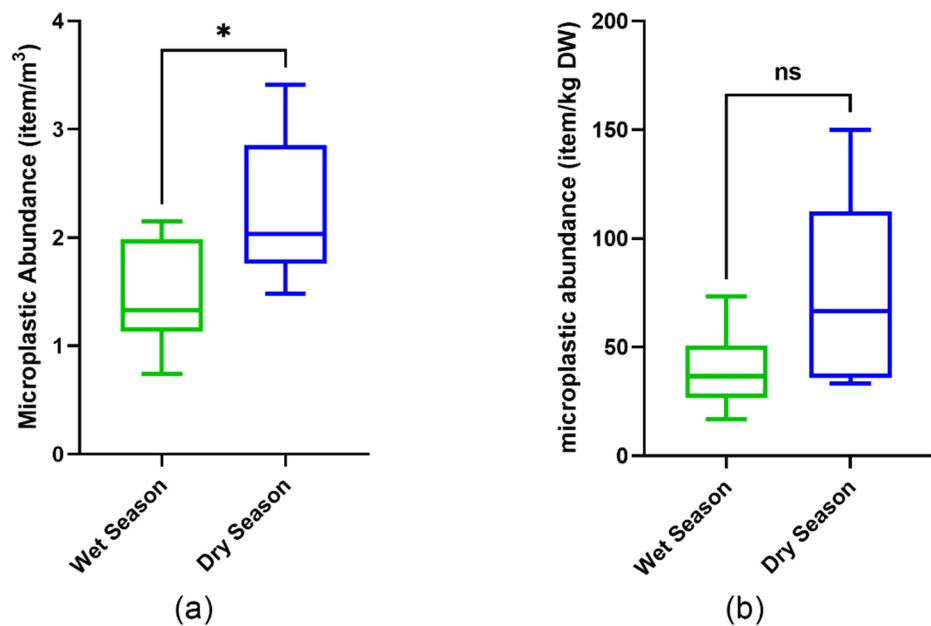 Microplastic Abundance (item/m³)
4
3
2
1
0
*
Wet Season
Dry Season
(a)
microplastic abundance (item/kg DW)
200
150
100
50
0
ns
Wet Season
Dry Season
(b)